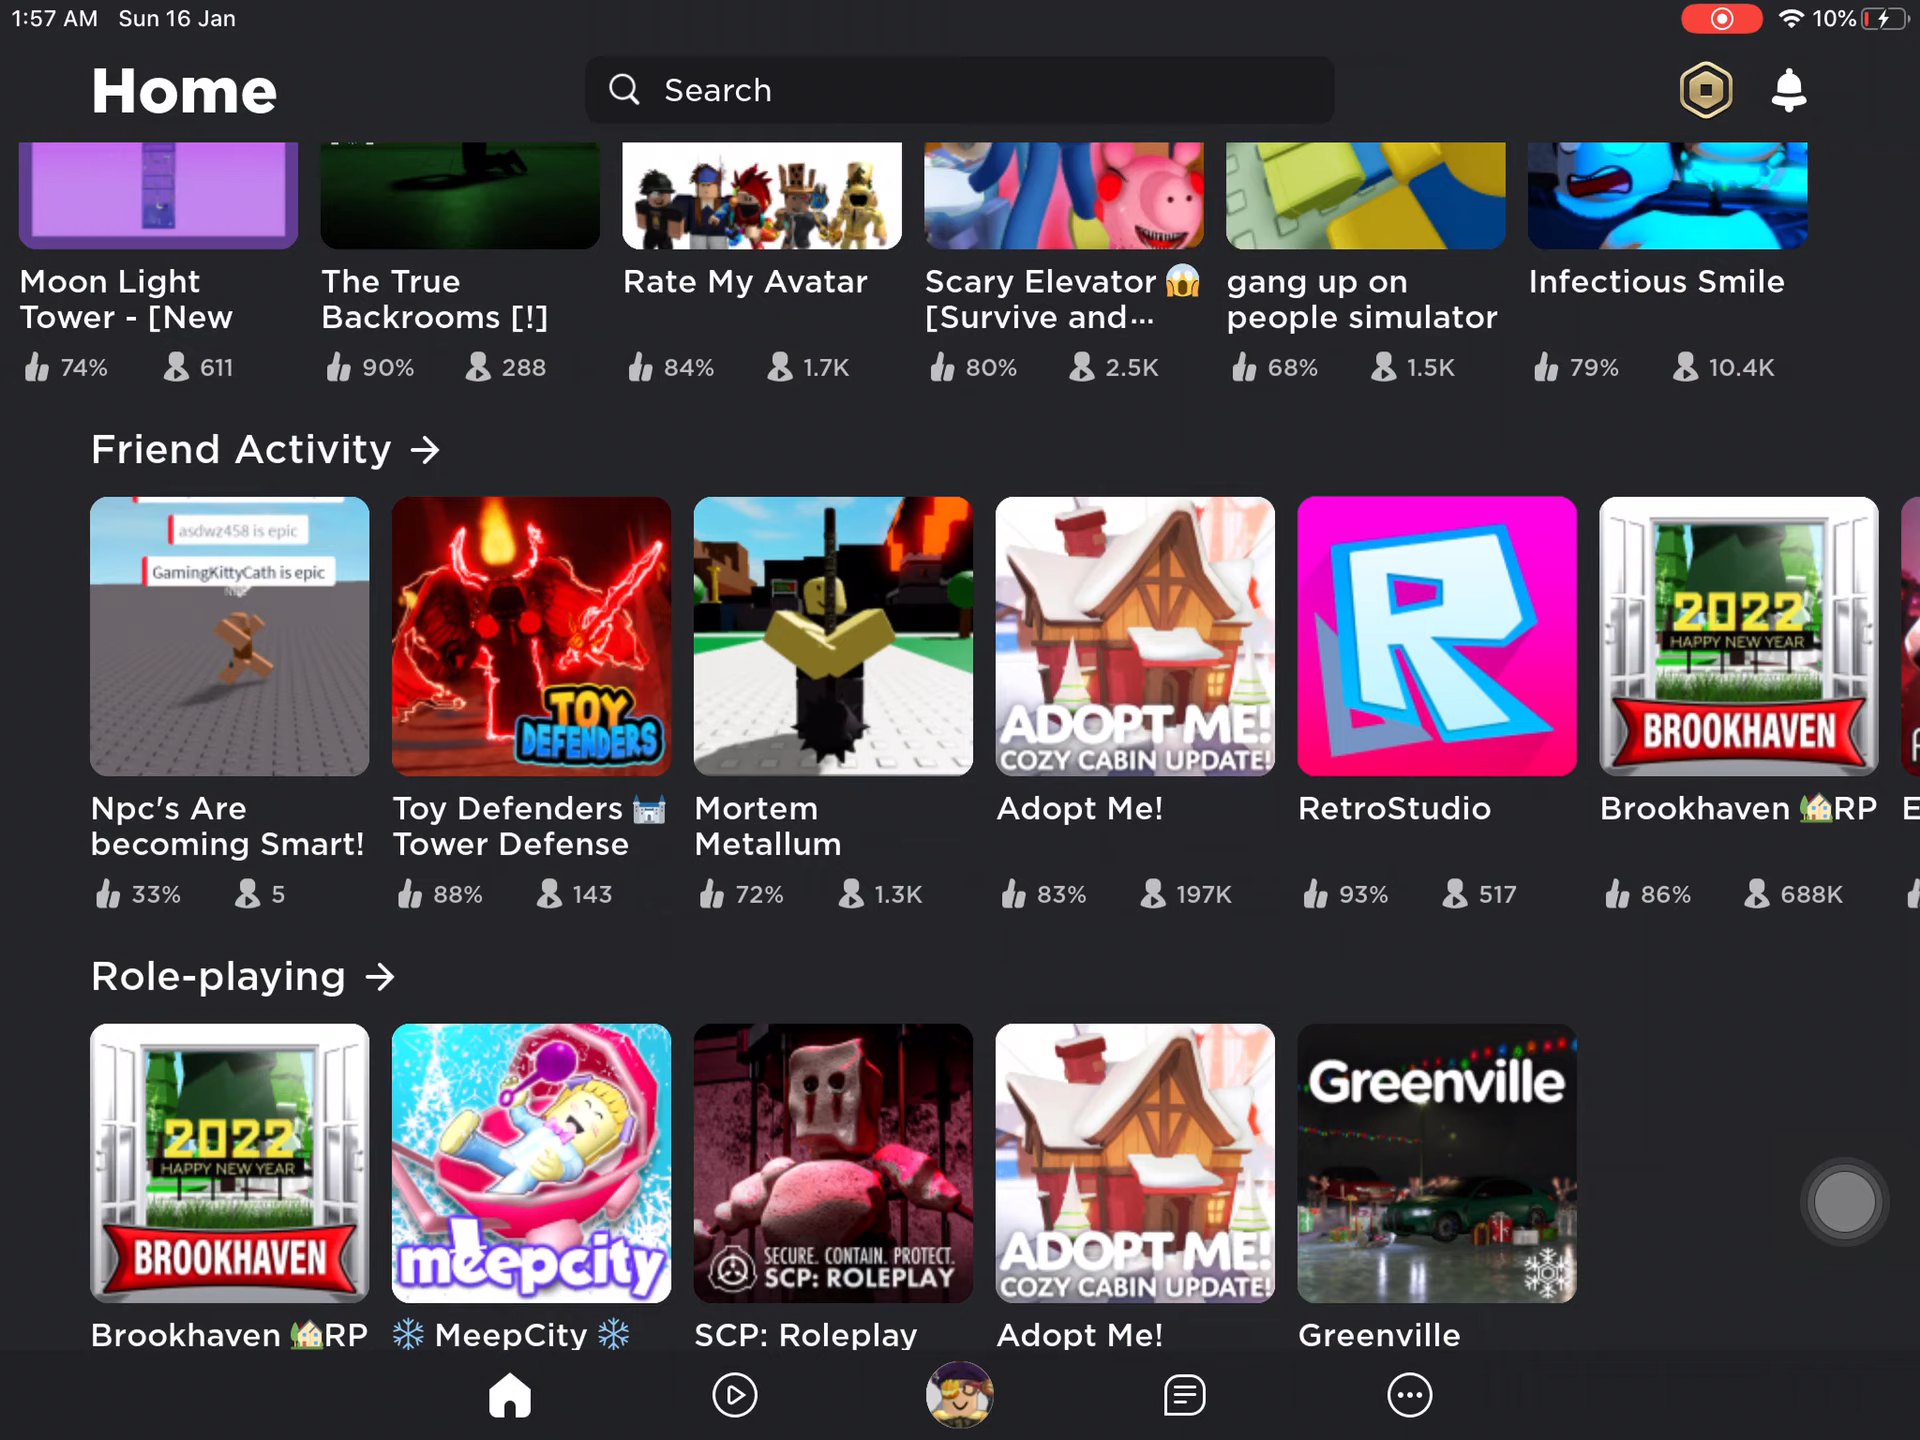 1:57 AM Sun 16 Jan 10%
Home
Search
Moon Light
Tower - [New
The True
Backrooms [!]
Rate My Avatar
Scary Elevator 😱
[Survive and...
gang up on
people simulator
Infectious Smile
74% 611
90% 288
84% 1.7K
80% 2.5K
68% 1.5K
79% 10.4K
Friend Activity →
asdwz458 is epic
GamingKittyCath is epic
TOY
DEFENDERS
ADOPT ME!
COZY CABIN UPDATE!
R
2022
HAPPY NEW YEAR
BROOKHAVEN
Npc's Are
becoming Smart!
Toy Defenders 🏰
Tower Defense
Mortem
Metallum
Adopt Me!
RetroStudio
Brookhaven 🏡RP
E
33% 5
88% 143
72% 1.3K
83% 197K
93% 517
86% 688K
Role-playing →
2022
HAPPY NEW YEAR
BROOKHAVEN
meepcity
SECURE. CONTAIN. PROTECT.
SCP: ROLEPLAY
ADOPT ME!
COZY CABIN UPDATE!
Greenville
Brookhaven 🏡RP
❄️ MeepCity ❄️
SCP: Roleplay
Adopt Me!
Greenville